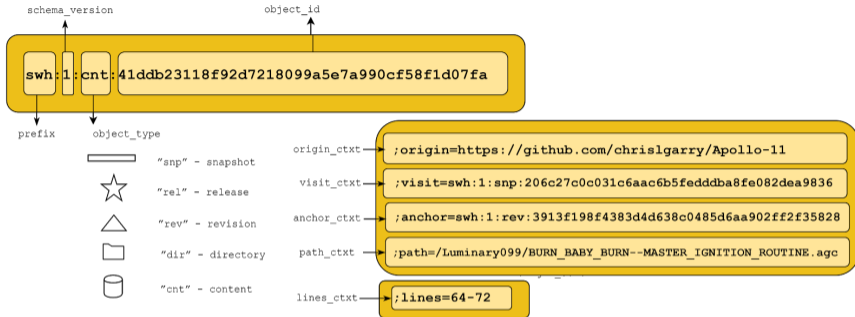 schema_version
object_id
swh:1:cnt:41ddb23118f92d7218099a5e7a990cf58f1d07fa
prefix
object_type
"snp" - snapshot
"rel" - release
"rev" - revision
"dir" - directory
"cnt" - content
origin_ctxt
;origin=https://github.com/chrislgarry/Apollo-11
visit_ctxt
;visit=swh:1:snp:206c27c0c031c6aac6b5fedddba8fe082dea9836
anchor_ctxt
;anchor=swh:1:rev:3913f198f4383d4d638c0485d6aa902ff2f35828
path_ctxt
;path=/Luminary099/BURN_BABY_BURN--MASTER_IGNITION_ROUTINE.agc
lines_ctxt
;lines=64-72